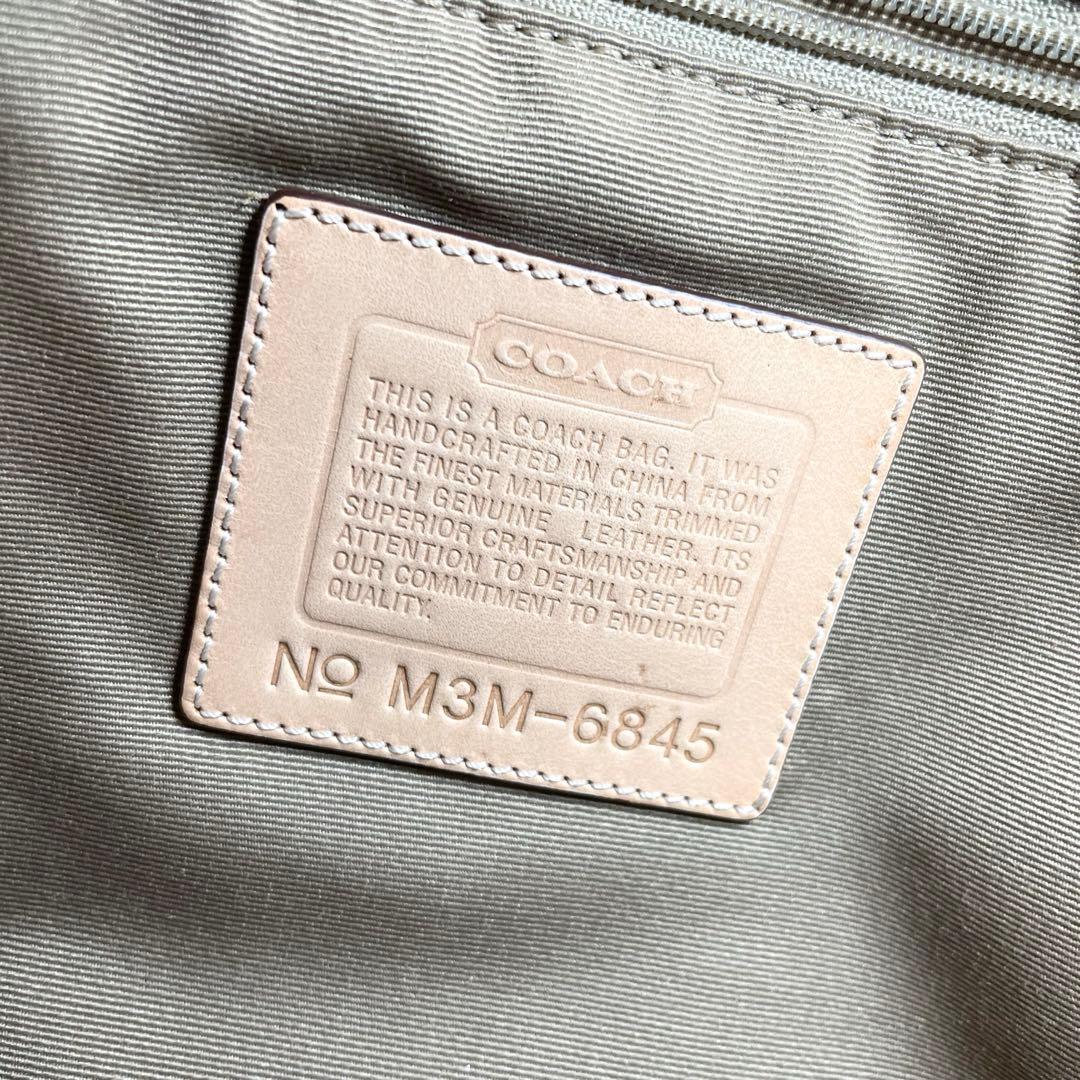 COACH
THIS IS A COACH BAG. IT WAS
HANDCRAFTED IN CHINA FROM
THE FINEST MATERIALS TRIMMED
WITH GENUINE LEATHER. ITS
SUPERIOR CRAFTSMANSHIP AND
ATTENTION TO DETAIL REFLECT
OUR COMMITMENT TO ENDURING
QUALITY.
Nº M3M-6845